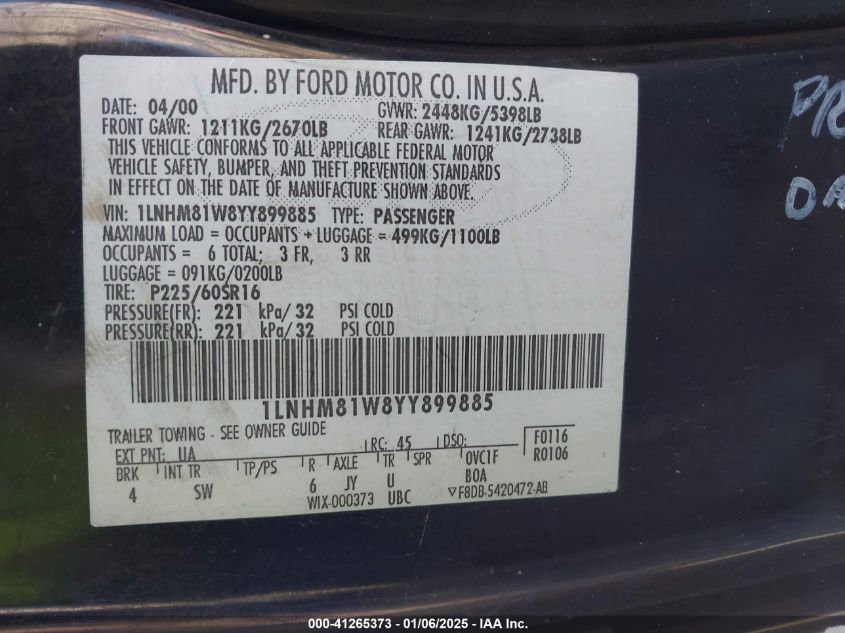 MFD. BY FORD MOTOR CO. IN U.S.A.
DATE: 04/00 GVWR: 2448KG/5398LB
FRONT GAWR: 1211KG/2670LB REAR GAWR: 1241KG/2738LB
THIS VEHICLE CONFORMS TO ALL APPLICABLE FEDERAL MOTOR
VEHICLE SAFETY, BUMPER, AND THEFT PREVENTION STANDARDS
IN EFFECT ON THE DATE OF MANUFACTURE SHOWN ABOVE.
VIN: 1LNHM81W8YY899885 TYPE: PASSENGER
MAXIMUM LOAD = OCCUPANTS + LUGGAGE = 499KG/1100LB
OCCUPANTS = 6 TOTAL; 3 FR, 3 RR
LUGGAGE = 091KG/0200LB
TIRE: P225/60SR16
PRESSURE(FR): 221 kPa/32 PSI COLD
PRESSURE(RR): 221 kPa/32 PSI COLD
1LNHM81W8YY899885
TRAILER TOWING - SEE OWNER GUIDE
EXT PNT: UA RC: 45 DSO: F0116
BRK INT TR TP/PS R AXLE TR SPR 0VC1F R0106
4 SW 6 JY U BOA
WIX-000373 UBC ▽F8DB-5420472-AB
000-41265373 - 01/06/2025 - IAA Inc.